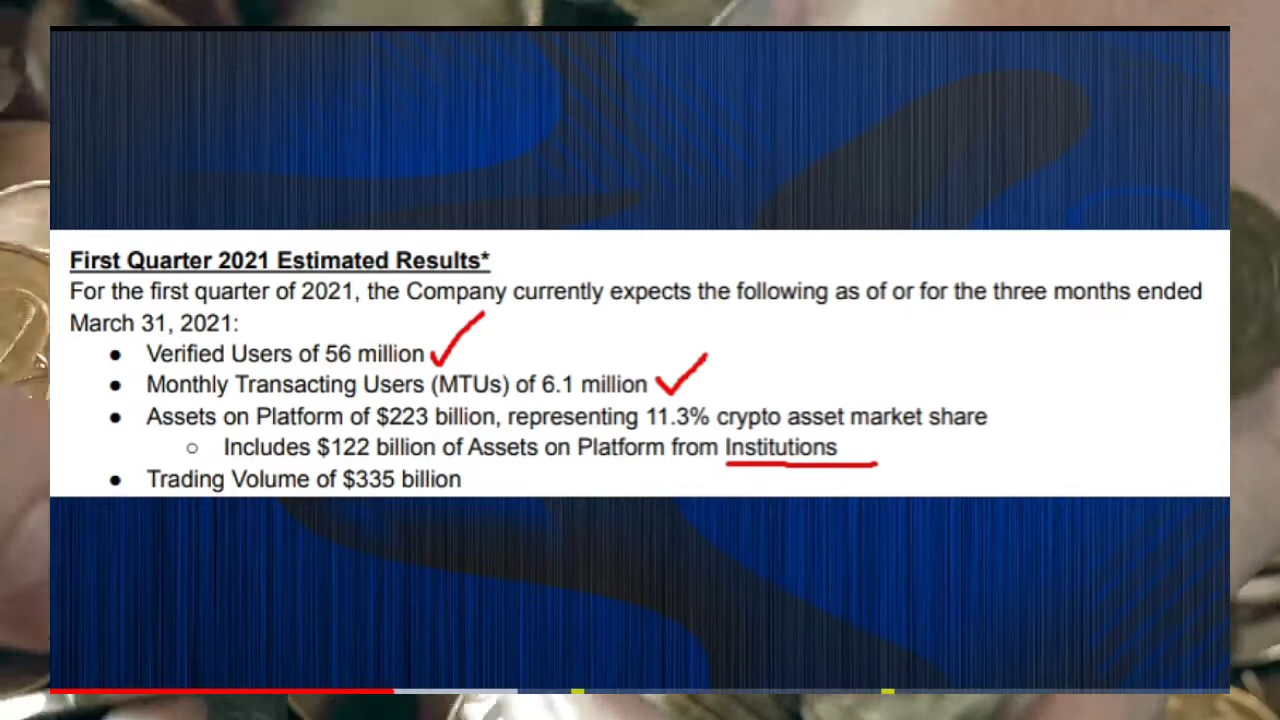 First Quarter 2021 Estimated Results*
For the first quarter of 2021, the Company currently expects the following as of or for the three months ended
March 31, 2021:
● Verified Users of 56 million
● Monthly Transacting Users (MTUs) of 6.1 million
● Assets on Platform of $223 billion, representing 11.3% crypto asset market share
○ Includes $122 billion of Assets on Platform from Institutions
● Trading Volume of $335 billion